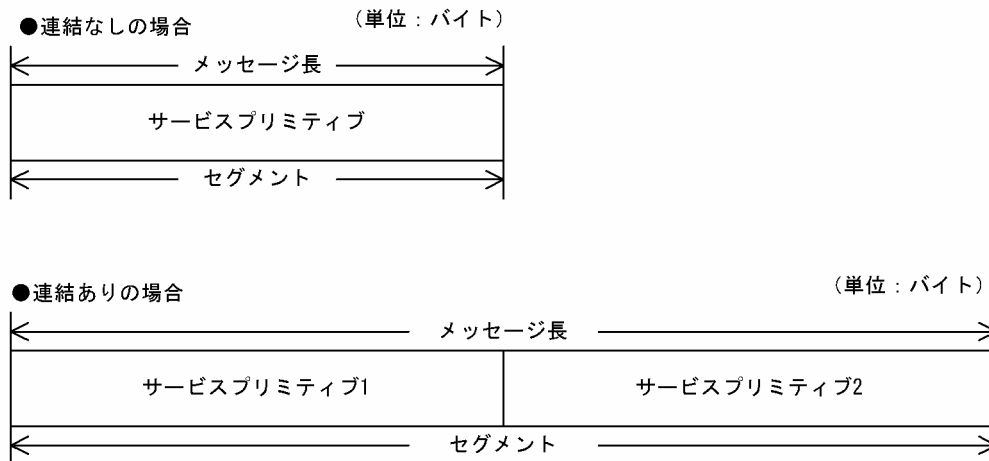 ●連結なしの場合 （単位：バイト）
メッセージ長
サービスプリミティブ
セグメント
●連結ありの場合 （単位：バイト）
メッセージ長
サービスプリミティブ1 サービスプリミティブ2
セグメント